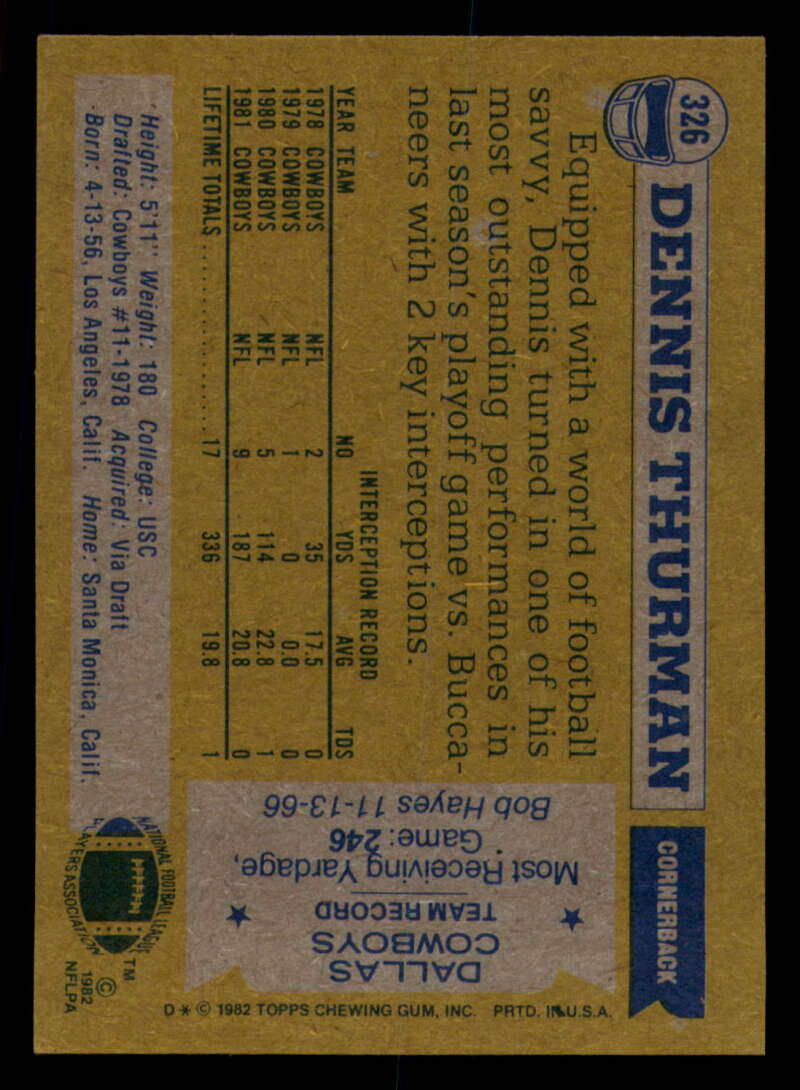 326
DENNIS THURMAN
CORNERBACK
Equipped with a world of football
savvy, Dennis turned in one of his
most outstanding performances in
last season's playoff game vs. Bucca-
neers with 2 key interceptions.
INTERCEPTION RECORD
YEAR TEAM NO YDS AVG TDS
1978 COWBOYS NFL 2 35 17.5 0
1979 COWBOYS NFL 1 0 0.0 0
1980 COWBOYS NFL 5 114 22.8 1
1981 COWBOYS NFL 9 187 20.8 0
LIFETIME TOTALS 17 336 19.8 1
Height: 5'11" Weight: 180 College: USC
Drafted: Cowboys #11-1978 Acquired: Via Draft
Born: 4-13-56, Los Angeles, Calif. Home: Santa Monica, Calif.
DALLAS
COWBOYS
TEAM RECORD
Most Receiving Yardage,
Game: 246
Bob Hayes 11-13-66
NATIONAL FOOTBALL LEAGUE
PLAYERS ASSOCIATION
TM
©
1982
NFLPA
D * © 1982 TOPPS CHEWING GUM, INC. PRTD. IN U.S.A.